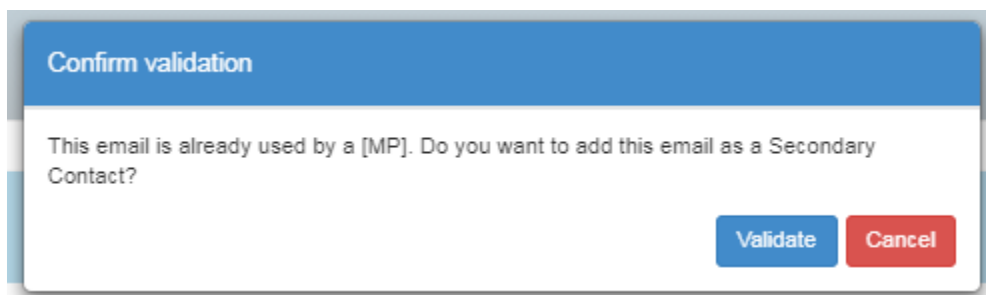 Confirm validation
This email is already used by a [MP]. Do you want to add this email as a Secondary
Contact?
Validate Cancel